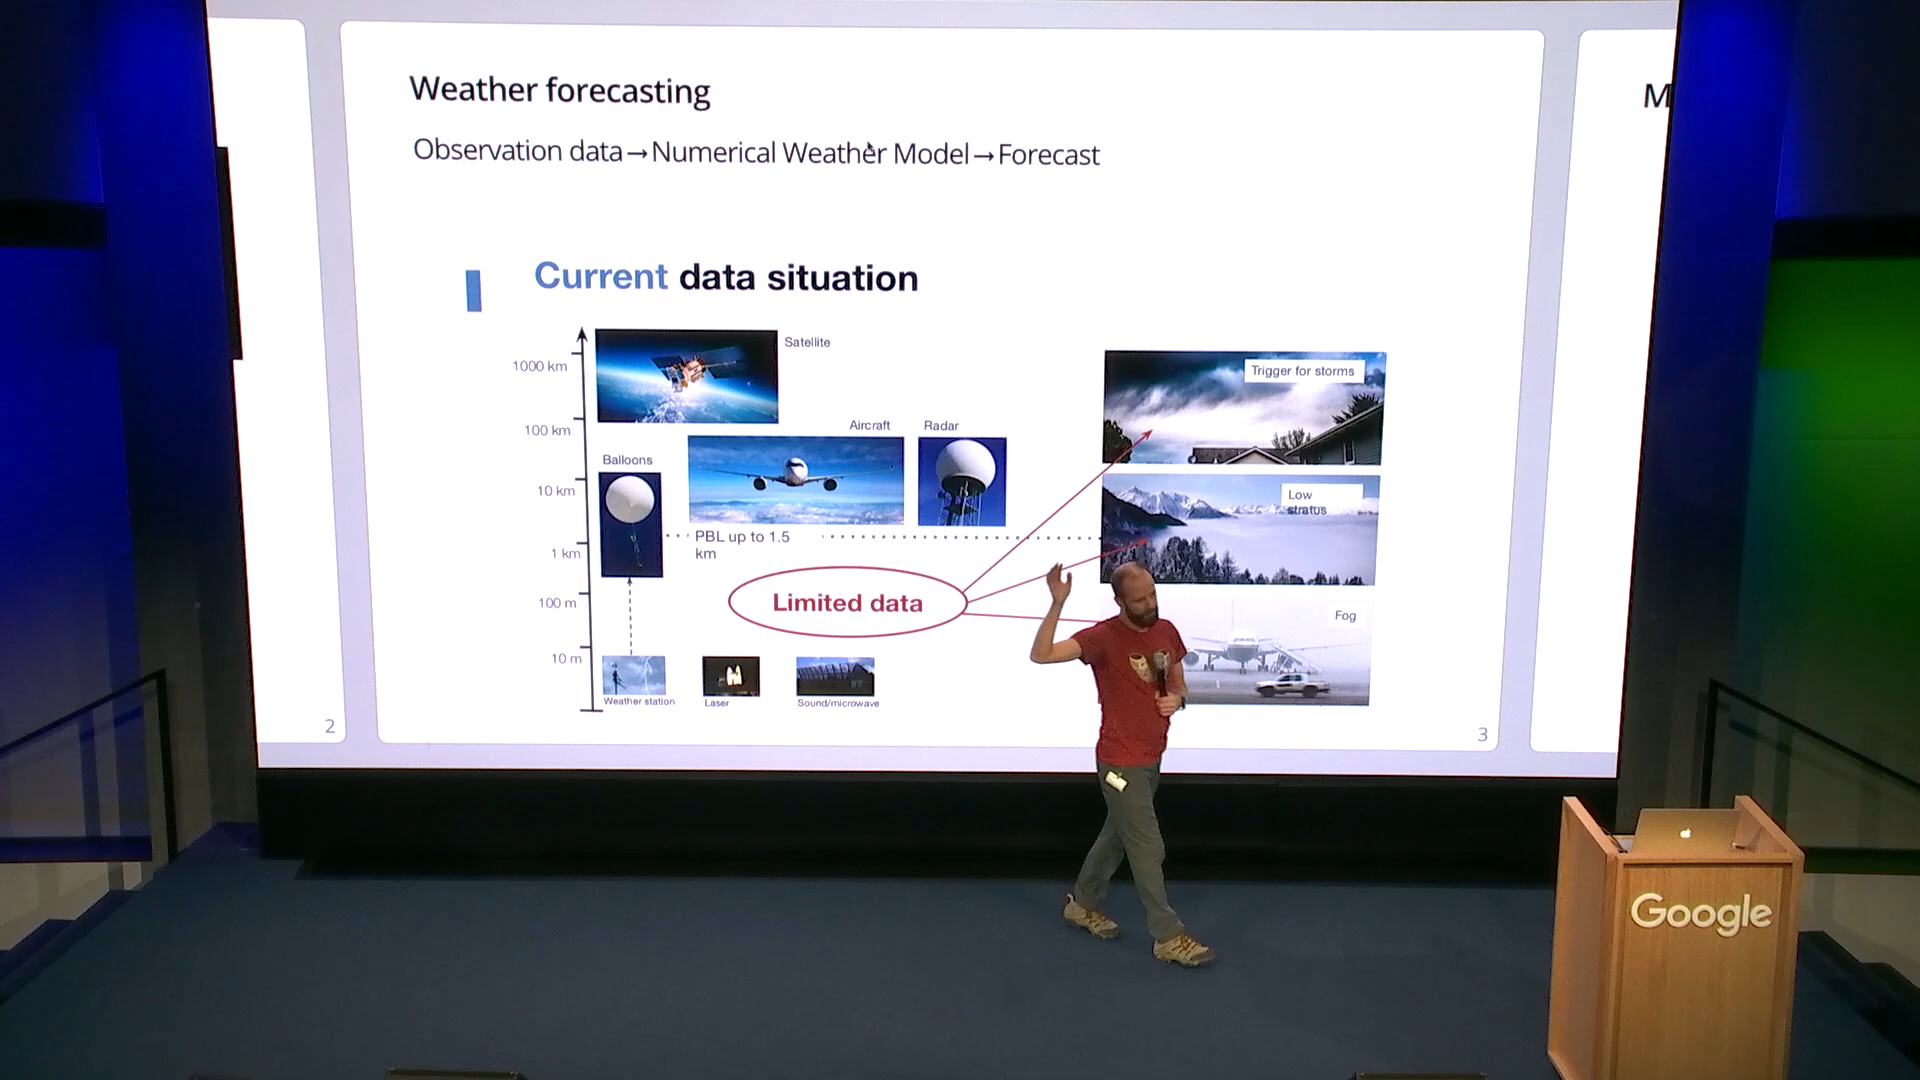 Weather forecasting
M
Observation data→Numerical Weather Model→Forecast
Current data situation
Satellite
1000 km
Trigger for storms
100 km
Aircraft
Radar
Balloons
10 km
Low
stratus
PBL up to 1.5
km
1 km
100 m
Limited data
Fog
10 m
Weather station
Laser
Sound/microwave
2
3
Google